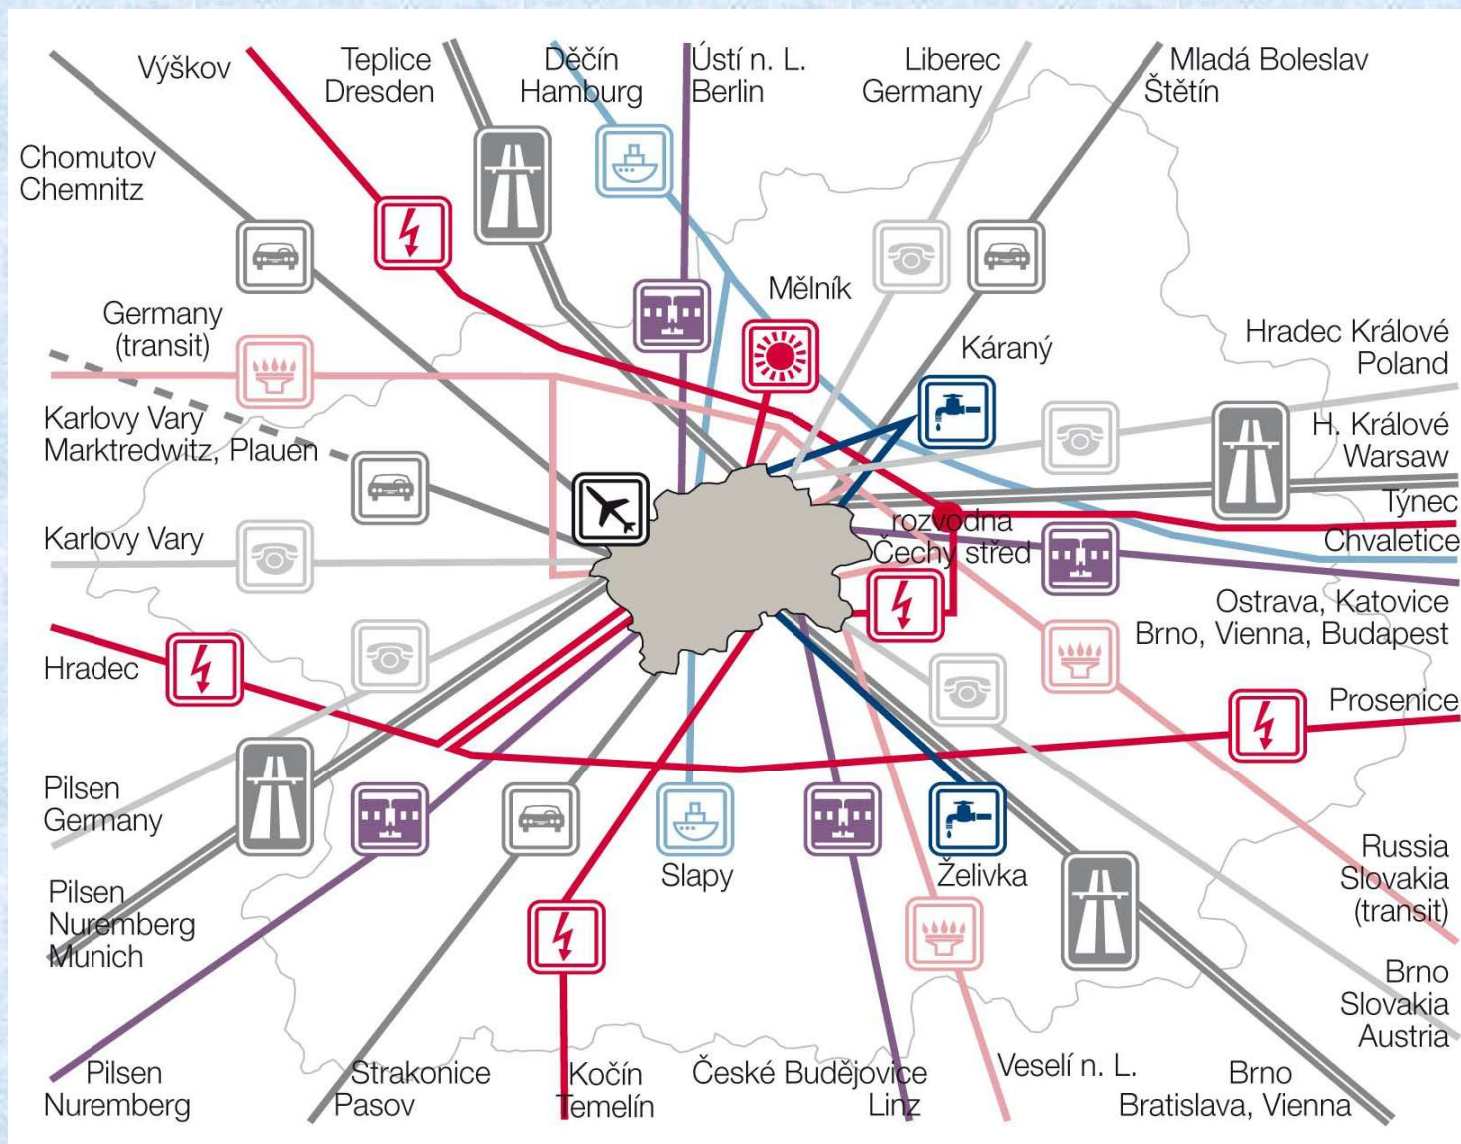 Výškov
Teplice
Dresden
Děčín
Hamburg
Ústí n. L.
Berlin
Liberec
Germany
Mladá Boleslav
Štětín
Chomutov
Chemnitz
Mělník
Germany
(transit)
Káraný
Hradec Králové
Poland
Karlovy Vary
Marktredwitz, Plauen
H. Králové
Warsaw
Týnec
rozvodna
Čechy střed
Chvaletice
Karlovy Vary
Ostrava, Katovice
Brno, Vienna, Budapest
Hradec
Prosenice
Pilsen
Germany
Slapy
Želivka
Russia
Slovakia
(transit)
Pilsen
Nuremberg
Munich
Brno
Slovakia
Austria
Pilsen
Nuremberg
Strakonice
Pasov
Kočín
Temelín
České Budějovice
Linz
Veselí n. L.
Brno
Bratislava, Vienna